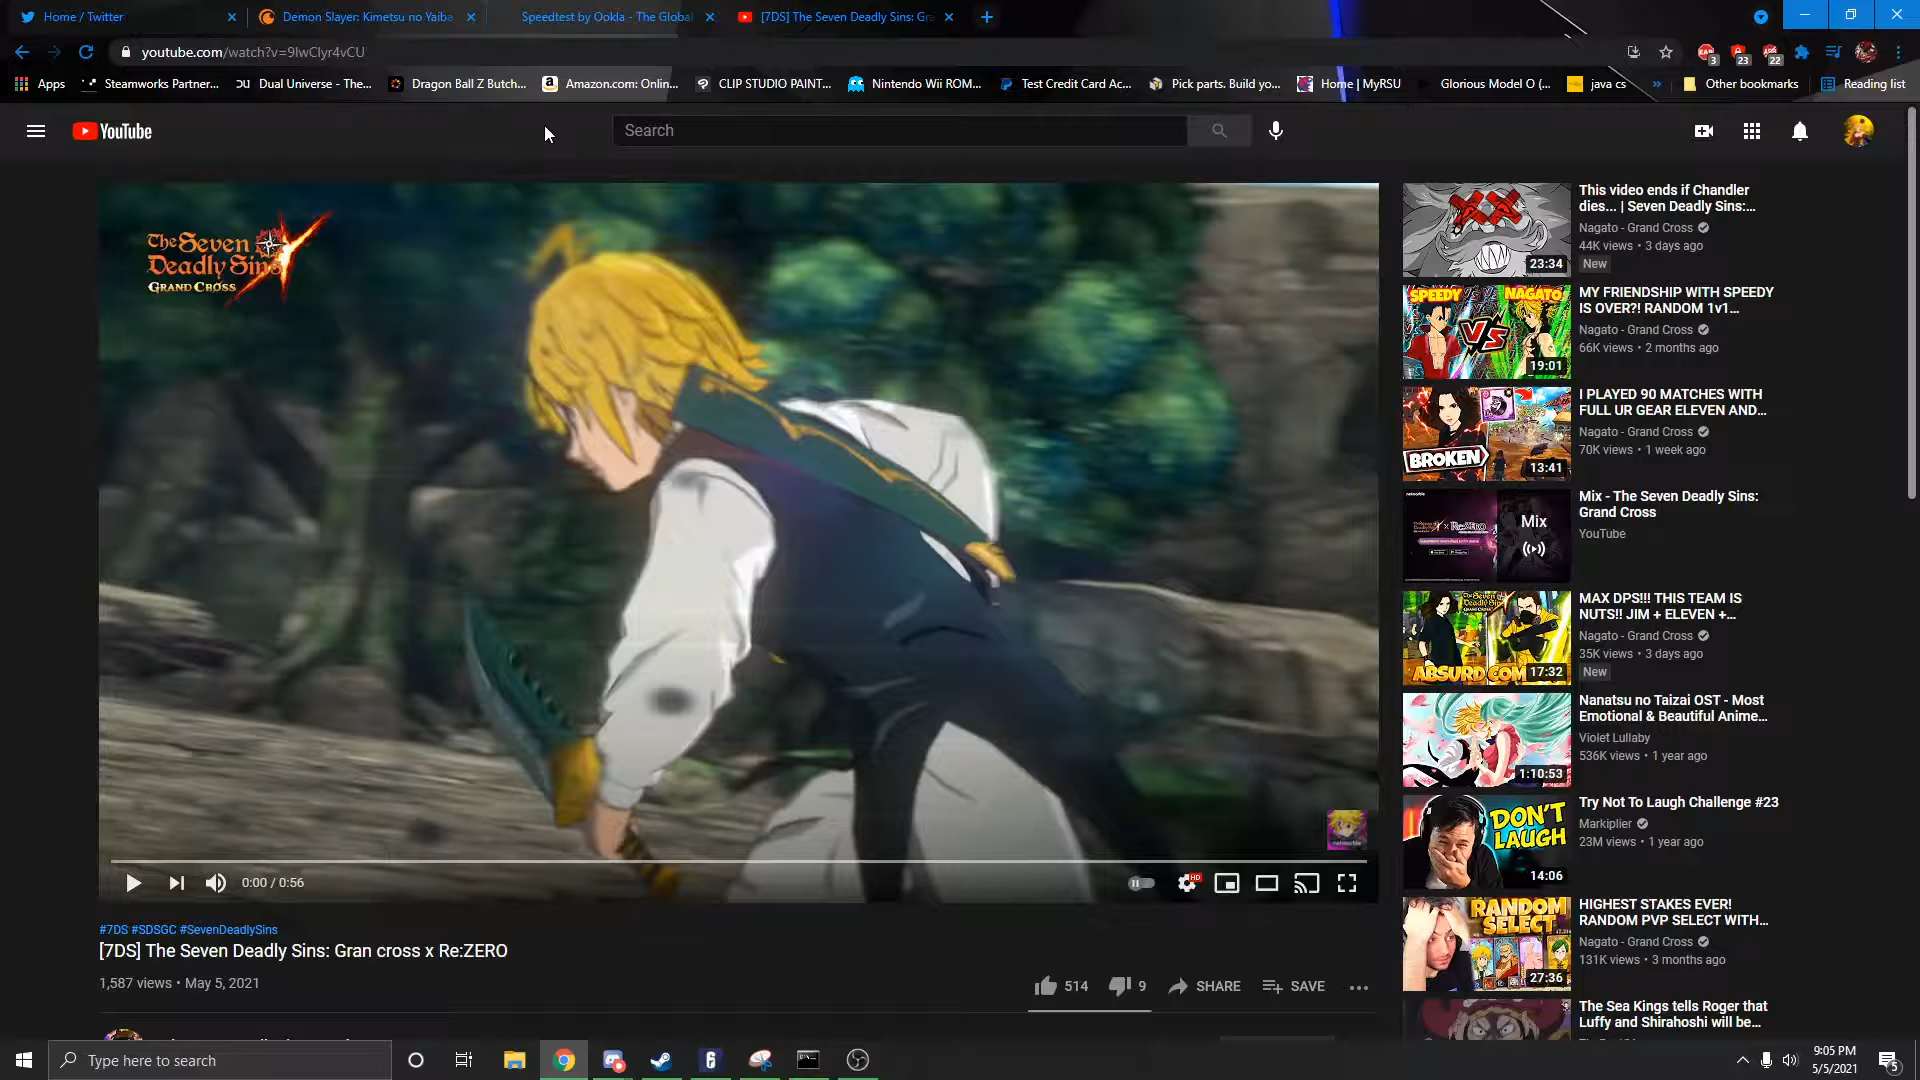 Home / Twitter
Demon Slayer: Kimetsu no Yaiba
Speedtest by Ookla - The Global
[7DS] The Seven Deadly Sins: Gra
youtube.com/watch?v=9IwCIyr4vCU
3
23
22
Apps
Steamworks Partner...
Dual Universe - The...
Dragon Ball Z Butch...
Amazon.com: Onlin...
CLIP STUDIO PAINT...
Nintendo Wii ROM...
Test Credit Card Ac...
Pick parts. Build yo...
Home | MyRSU
Glorious Model O (...
java cs
»
Other bookmarks
Reading list
YouTube
Search
The Seven
Deadly Sins
GRAND CROSS
0:00 / 0:56
HD
#7DS #SDSGC #SevenDeadlySins
[7DS] The Seven Deadly Sins: Gran cross x Re:ZERO
1,587 views • May 5, 2021
514
9
SHARE
SAVE
23:34
This video ends if Chandler
dies... | Seven Deadly Sins:...
Nagato - Grand Cross
44K views • 3 days ago
New
SPEEDY
NAGATO
VS
19:01
MY FRIENDSHIP WITH SPEEDY
IS OVER?! RANDOM 1v1...
Nagato - Grand Cross
66K views • 2 months ago
BROKEN
13:41
I PLAYED 90 MATCHES WITH
FULL UR GEAR ELEVEN AND...
Nagato - Grand Cross
70K views • 1 week ago
Mix
Mix - The Seven Deadly Sins:
Grand Cross
YouTube
ABSURD COM
17:32
MAX DPS!!! THIS TEAM IS
NUTS!! JIM + ELEVEN +...
Nagato - Grand Cross
35K views • 3 days ago
New
1:10:53
Nanatsu no Taizai OST - Most
Emotional & Beautiful Anime...
Violet Lullaby
536K views • 1 year ago
DON'T
LAUGH
14:06
Try Not To Laugh Challenge #23
Markiplier
23M views • 1 year ago
RANDOM
SELECT
27:36
HIGHEST STAKES EVER!
RANDOM PVP SELECT WITH...
Nagato - Grand Cross
131K views • 3 months ago
The Sea Kings tells Roger that
Luffy and Shirahoshi will be...
Type here to search
9:05 PM
5/5/2021
5